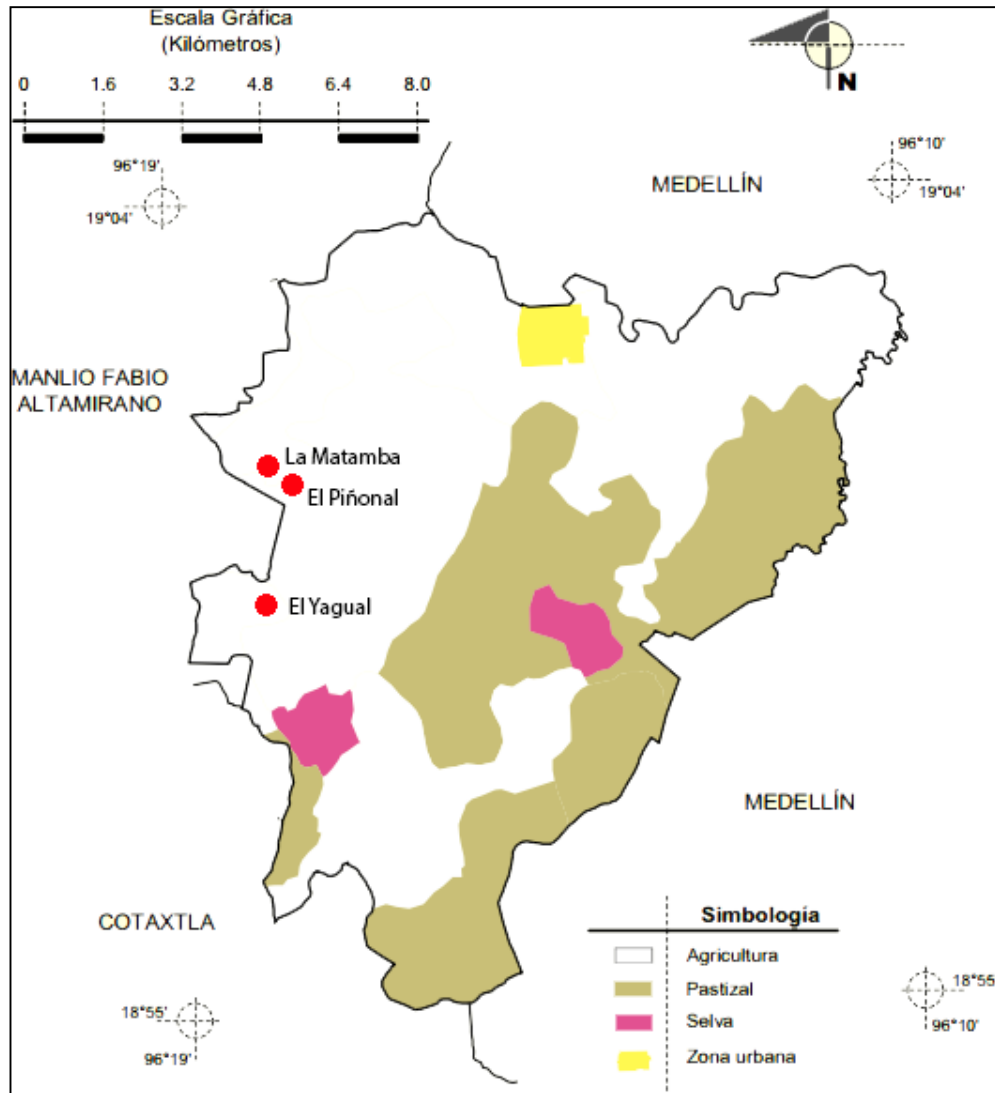 Escala Gráfica
(Kilómetros)
0 1.6 3.2 4.8 6.4 8.0
N
96°19'
19°04'
MEDELLÍN
96°10'
19°04'
MANLIO FABIO
ALTAMIRANO
La Matamba
El Piñonal
El Yagual
MEDELLÍN
COTAXTLA
18°55'
96°19'
Simbología
Agricultura
Pastizal
Selva
Zona urbana
18°55'
96°10'